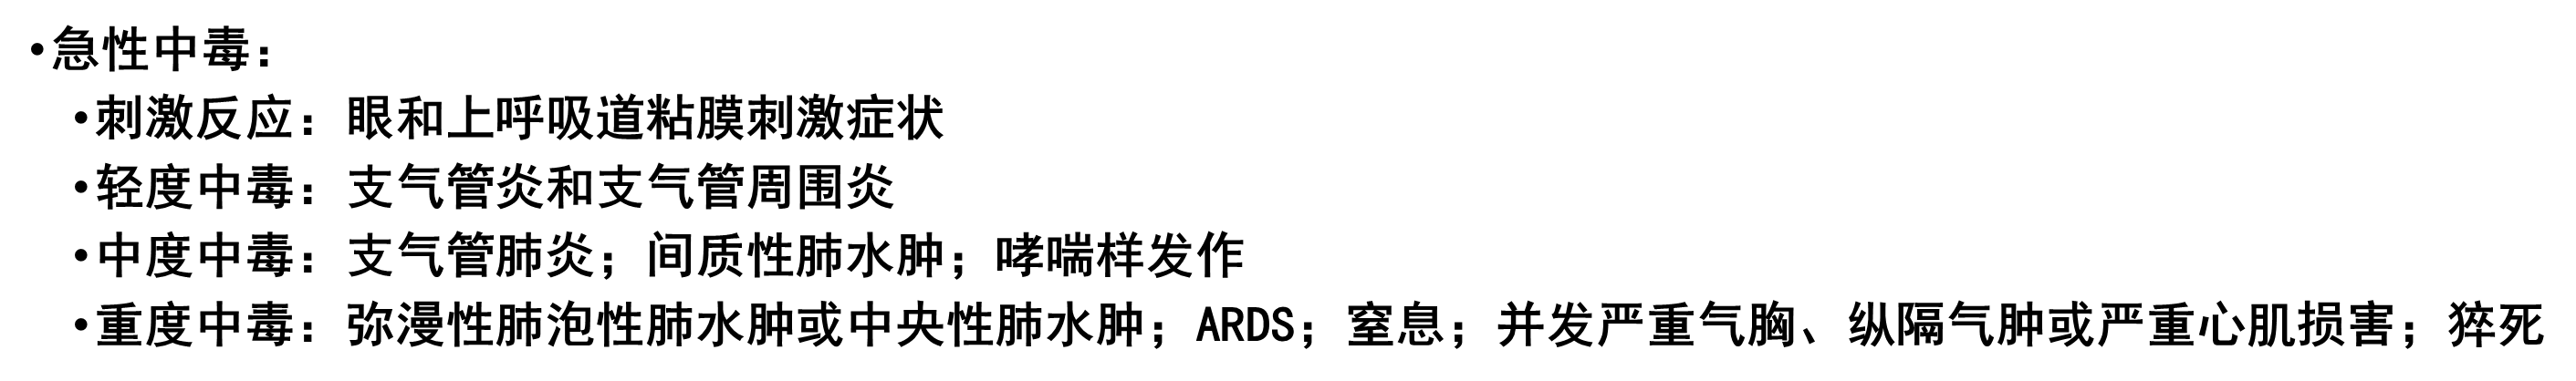 •急性中毒：
•刺激反应：眼和上呼吸道粘膜刺激症状
•轻度中毒：支气管炎和支气管周围炎
•中度中毒：支气管肺炎；间质性肺水肿；哮喘样发作
•重度中毒：弥漫性肺泡性肺水肿或中央性肺水肿；ARDS；窒息；并发严重气胸、纵隔气肿或严重心肌损害；猝死